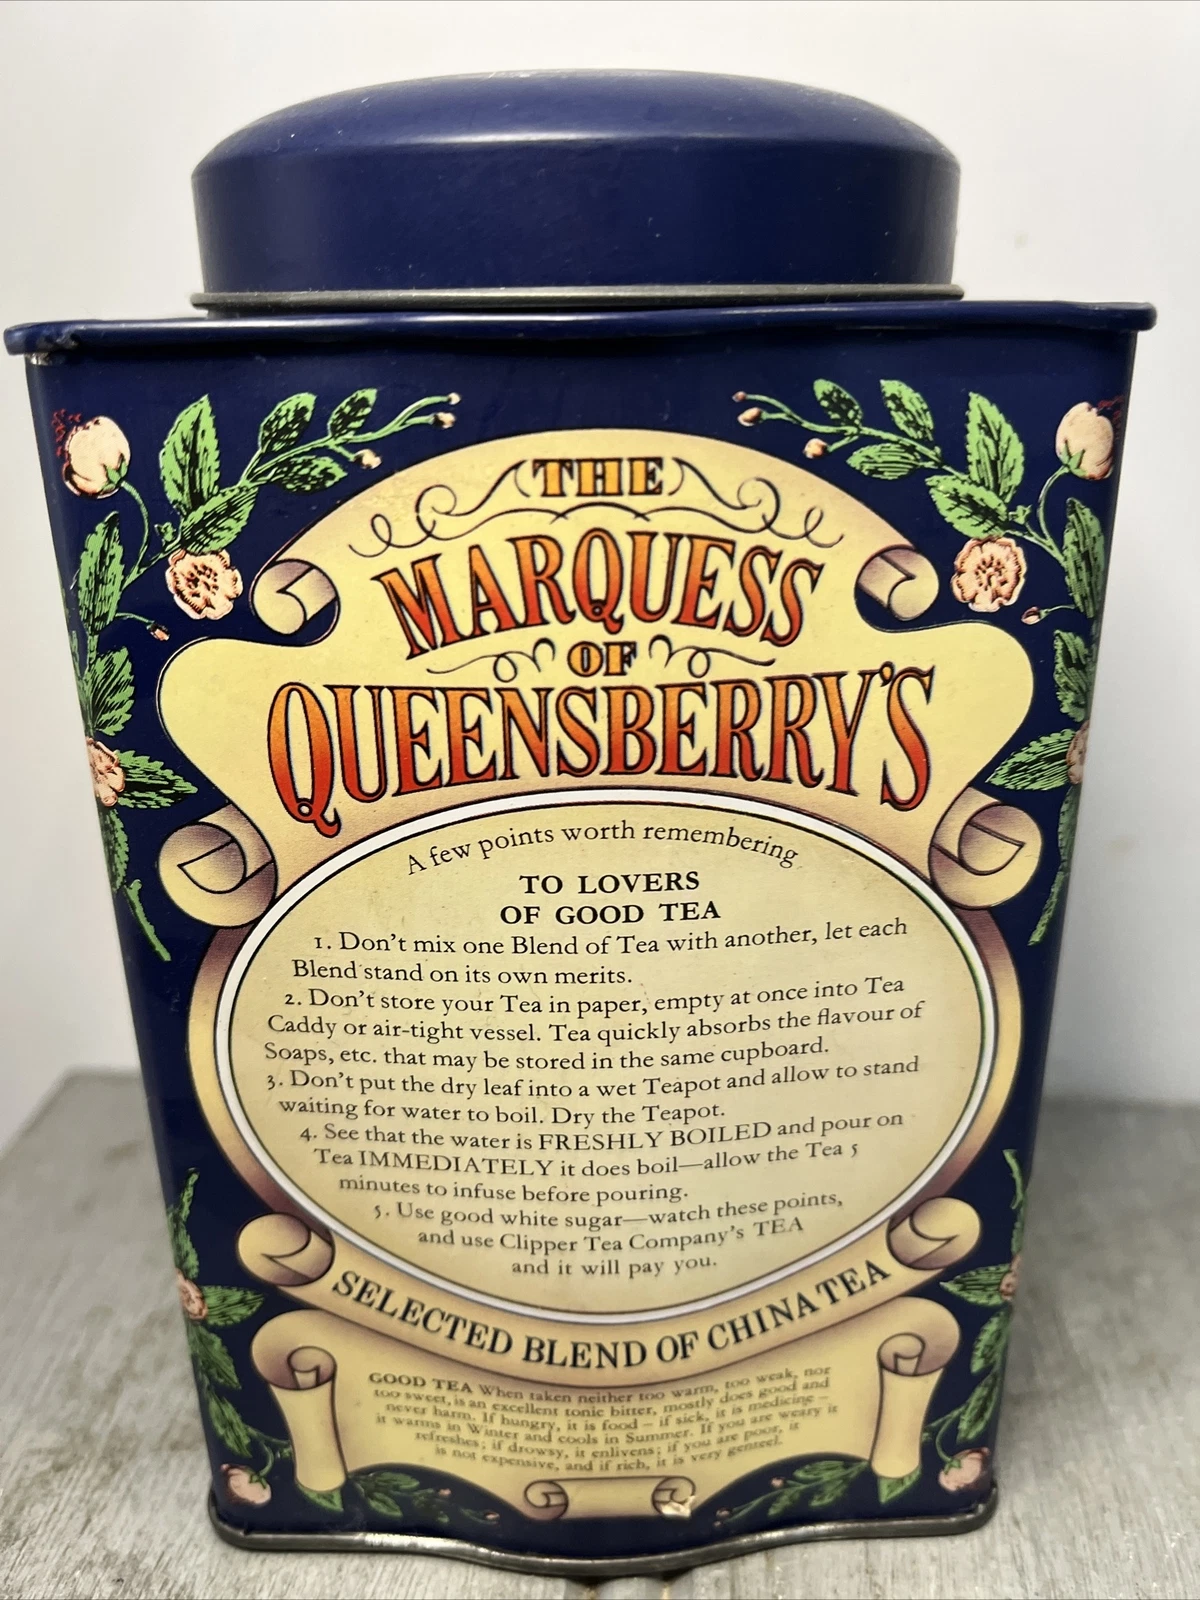 THE
MARQUESS
OF
QUEENSBERRY'S
A few points worth remembering
TO LOVERS
OF GOOD TEA
1. Don't mix one Blend of Tea with another, let each
Blend stand on its own merits.
2. Don't store your Tea in paper, empty at once into Tea
Caddy or air-tight vessel. Tea quickly absorbs the flavour of
Soaps, etc. that may be stored in the same cupboard.
3. Don't put the dry leaf into a wet Teapot and allow to stand
waiting for water to boil. Dry the Teapot.
4. See that the water is FRESHLY BOILED and pour on
Tea IMMEDIATELY it does boil—allow the Tea 5
minutes to infuse before pouring.
5. Use good white sugar—watch these points,
and use Clipper Tea Company's TEA
and it will pay you.
SELECTED BLEND OF CHINA TEA
GOOD TEA When taken neither too warm, too weak, nor
too sweet, is an excellent tonic bitter, mostly does good and
never harm. If hungry, it is food – if sick, it is medicine –
it warms in Winter and cools in Summer. If you are weary it
refreshes; if drowsy, it enlivens; if you are poor, it
is not expensive, and if rich, it is very genteel.